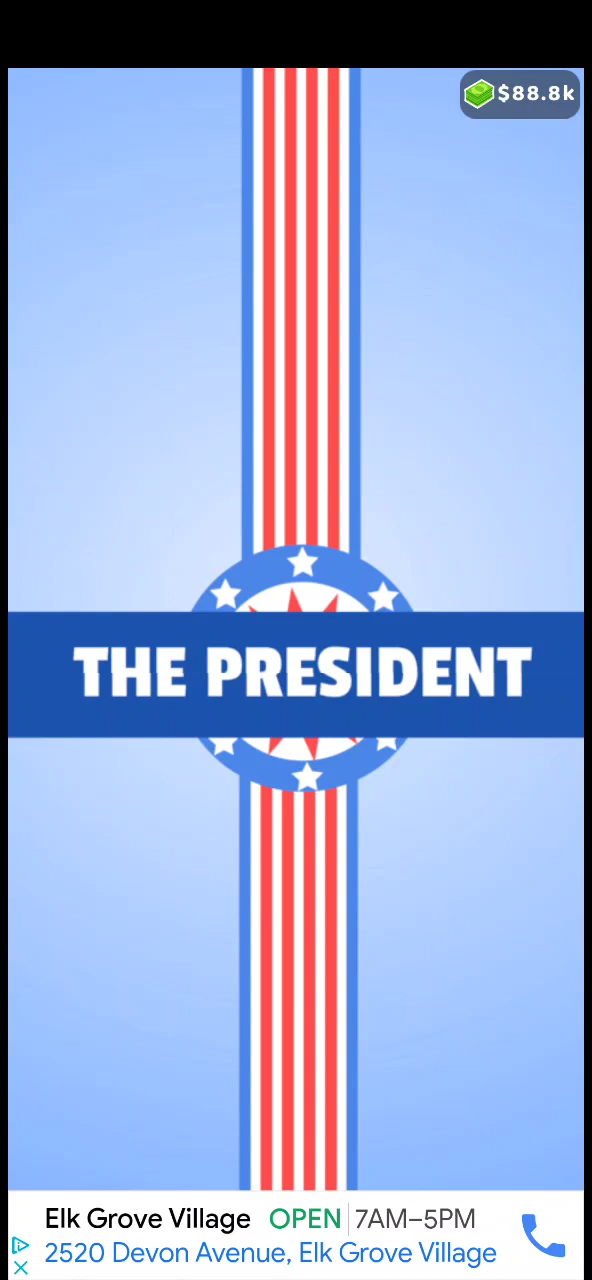 $88.8k
THE PRESIDENT
Elk Grove Village OPEN 7AM–5PM
2520 Devon Avenue, Elk Grove Village